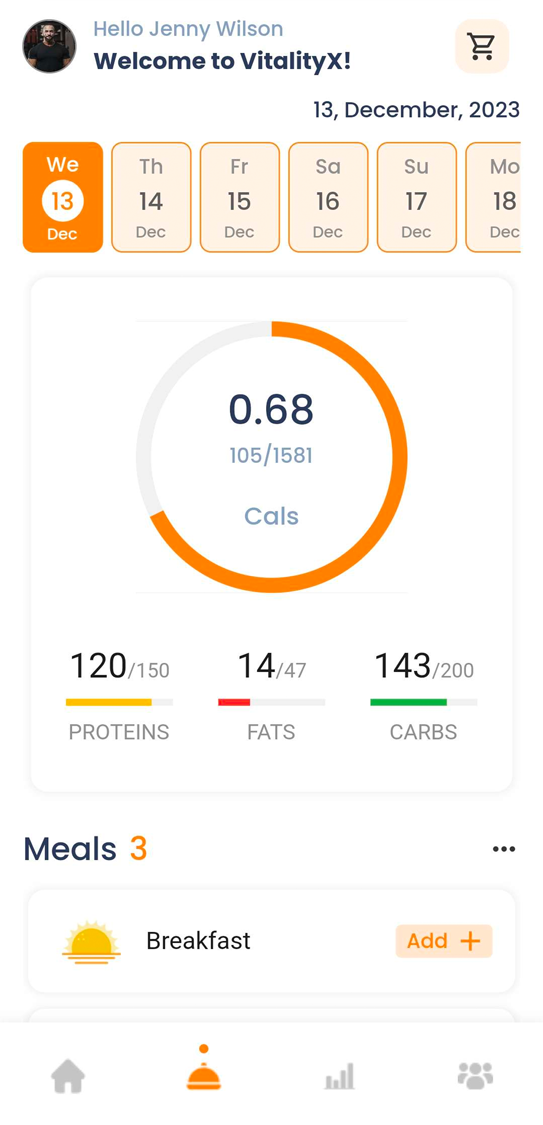 Hello Jenny Wilson
Welcome to VitalityX!
13, December, 2023
We Th Fr Sa Su Mo
13 14 15 16 17 18
Dec Dec Dec Dec Dec Dec
0.68
105/1581
Cals
120/150 14/47 143/200
PROTEINS FATS CARBS
Meals 3
Breakfast Add +